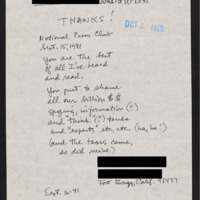 THANKS!
National Press Club
Sept. 15, 1981
You are the best
of all I've heard
and read.
You put to shame
all our billion $$
spying, information (?)
and "think" (?) tanks
and "experts," etc., etc. (ha, ha!)
(and the tears came,
so did mine)
Fort Bragg, Calif. 95437
Sept. 16-81